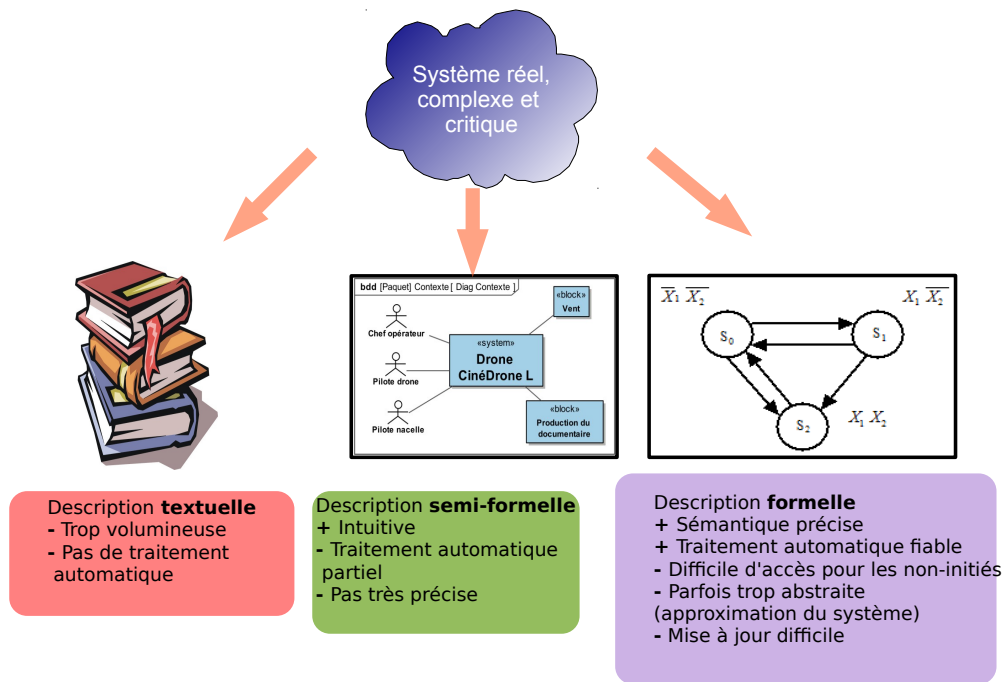 Système réel,
complexe et
critique
bdd [Paquet] Contexte [ Diag Contexte ]
Chef opérateur
Pilote drone
Pilote nacelle
«system»
Drone
CinéDrone L
«block»
Vent
«block»
Production du
documentaire
X̅₁ X̅₂
X₁ X̅₂
S₀
S₁
S₂
X₁ X₂
Description textuelle
- Trop volumineuse
- Pas de traitement
automatique
Description semi-formelle
+ Intuitive
- Traitement automatique
partiel
- Pas très précise
Description formelle
+ Sémantique précise
+ Traitement automatique fiable
- Difficile d'accès pour les non-initiés
- Parfois trop abstraite
(approximation du système)
- Mise à jour difficile